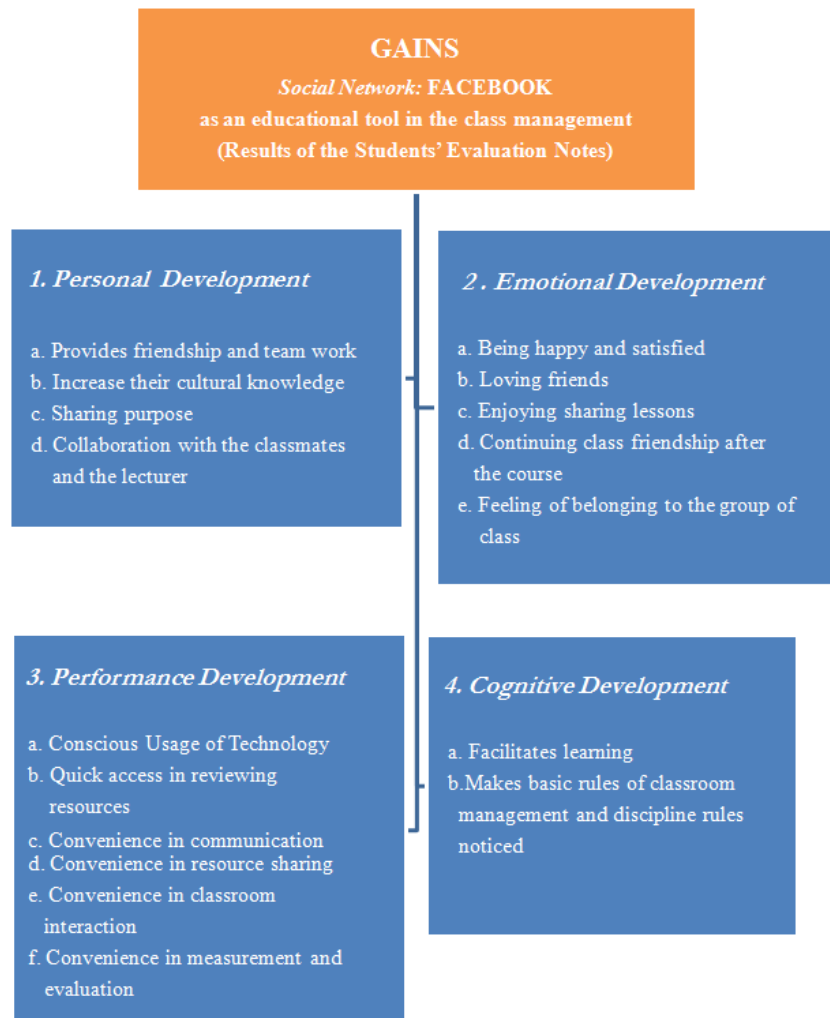 GAINS
Social Network: FACEBOOK
as an educational tool in the class management
(Results of the Students’ Evaluation Notes)
1. Personal Development
a. Provides friendship and team work
b. Increase their cultural knowledge
c. Sharing purpose
d. Collaboration with the classmates
and the lecturer
2 . Emotional Development
a. Being happy and satisfied
b. Loving friends
c. Enjoying sharing lessons
d. Continuing class friendship after
the course
e. Feeling of belonging to the group of
class
3. Performance Development
a. Conscious Usage of Technology
b. Quick access in reviewing
resources
c. Convenience in communication
d. Convenience in resource sharing
e. Convenience in classroom
interaction
f. Convenience in measurement and
evaluation
4. Cognitive Development
a. Facilitates learning
b.Makes basic rules of classroom
management and discipline rules
noticed